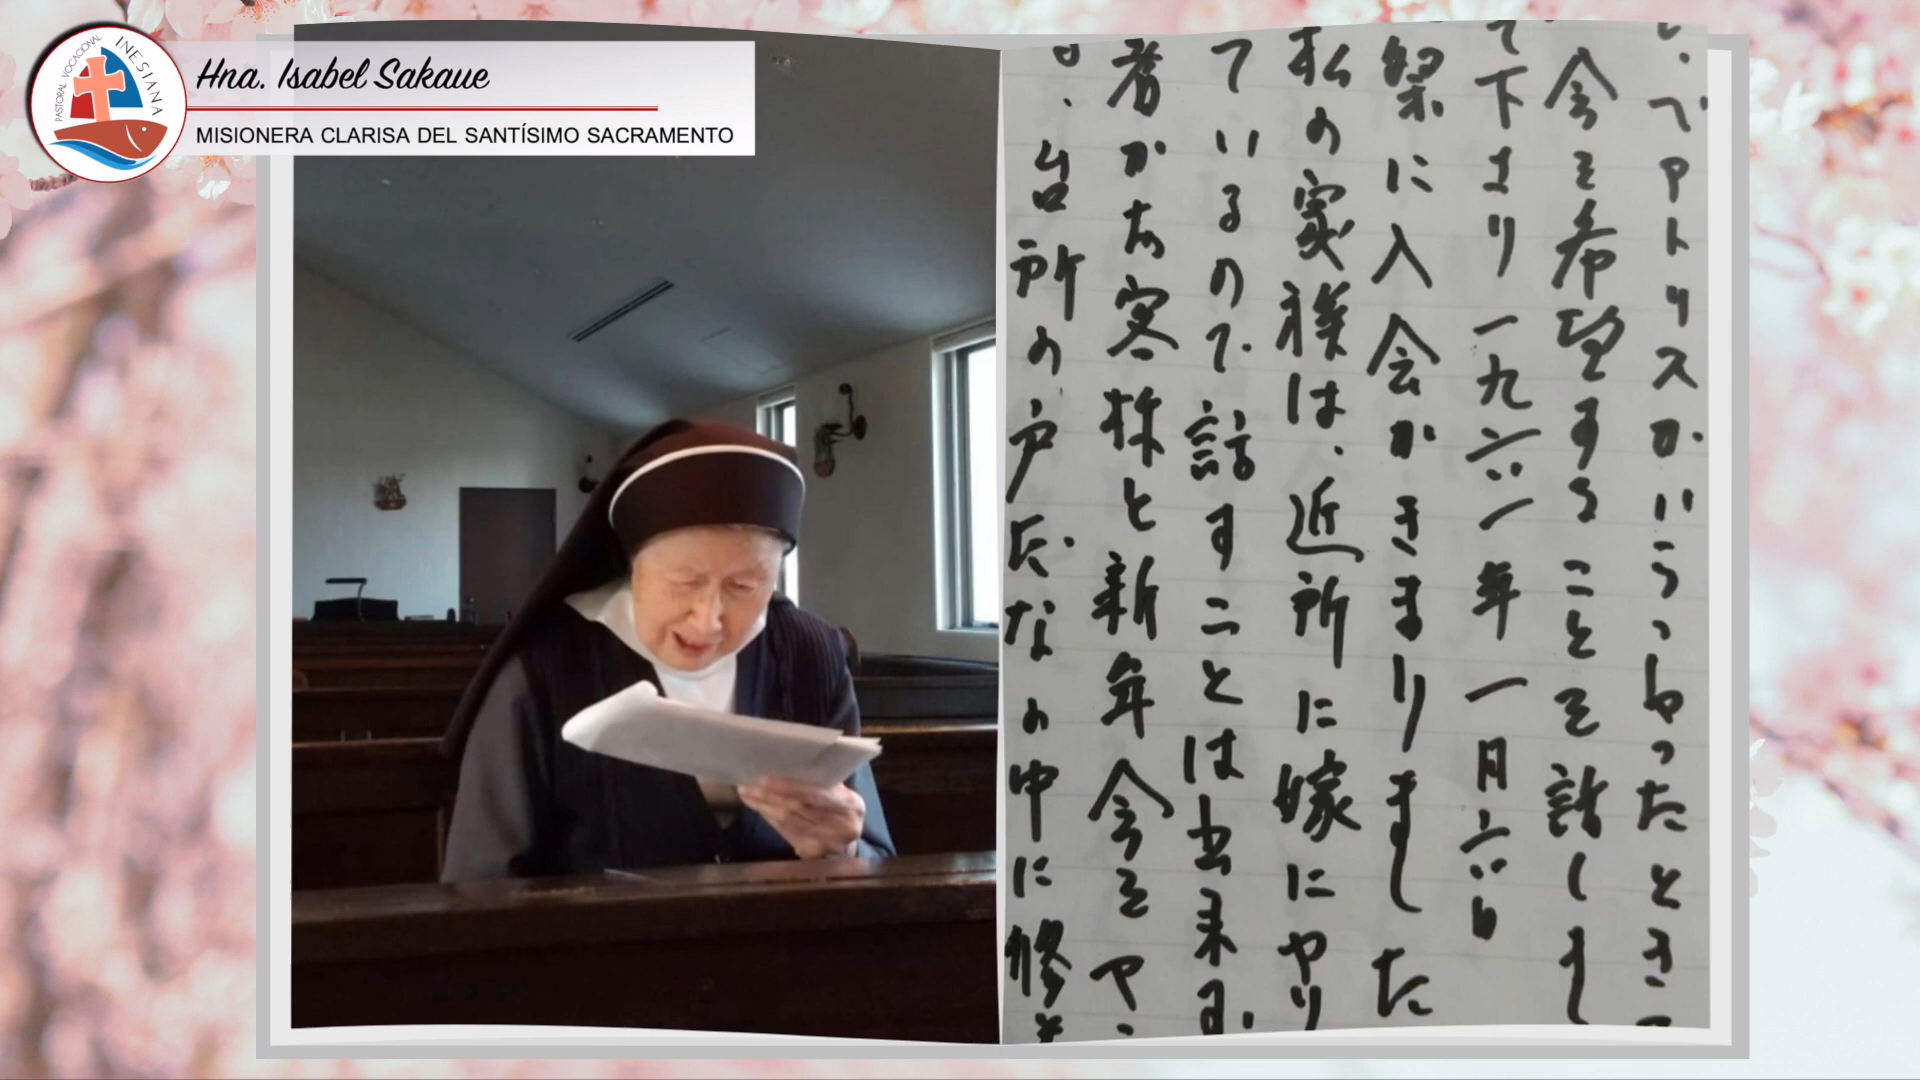 Hna. Isabel Sakaue
MISIONERA CLARISA DEL SANTÍSIMO SACRAMENTO
PASTORAL VOCACIONAL INESIANA
、ベアトリスがいらっしゃったとき
会を希望することを話しまし
て下さり一九六一年一月六日
祭に入会がきまりました
私の家族は、近所に嫁にやり
ているので話すことは出来ず
者がお客様と新年会をや
、台所の戸だなの中に修